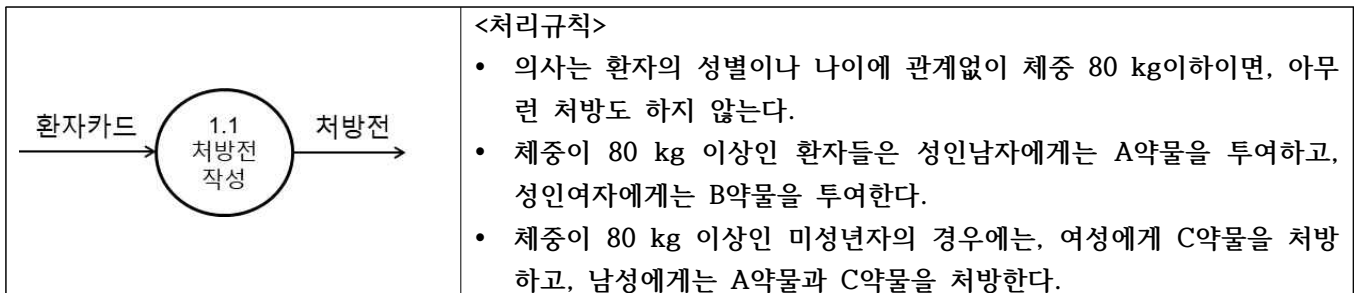 환자카드
1.1
처방전
작성
처방전
<처리규칙>
• 의사는 환자의 성별이나 나이에 관계없이 체중 80 kg이하이면, 아무
런 처방도 하지 않는다.
• 체중이 80 kg 이상인 환자들은 성인남자에게는 A약물을 투여하고,
성인여자에게는 B약물을 투여한다.
• 체중이 80 kg 이상인 미성년자의 경우에는, 여성에게 C약물을 처방
하고, 남성에게는 A약물과 C약물을 처방한다.